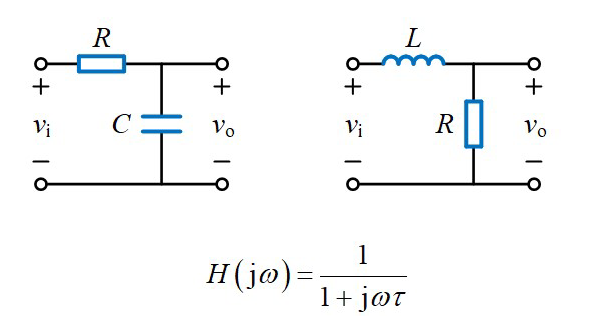 R L
+ + + +
vi C vo vi R vo
− − − −
H(jω) = 1 / (1 + jωτ)